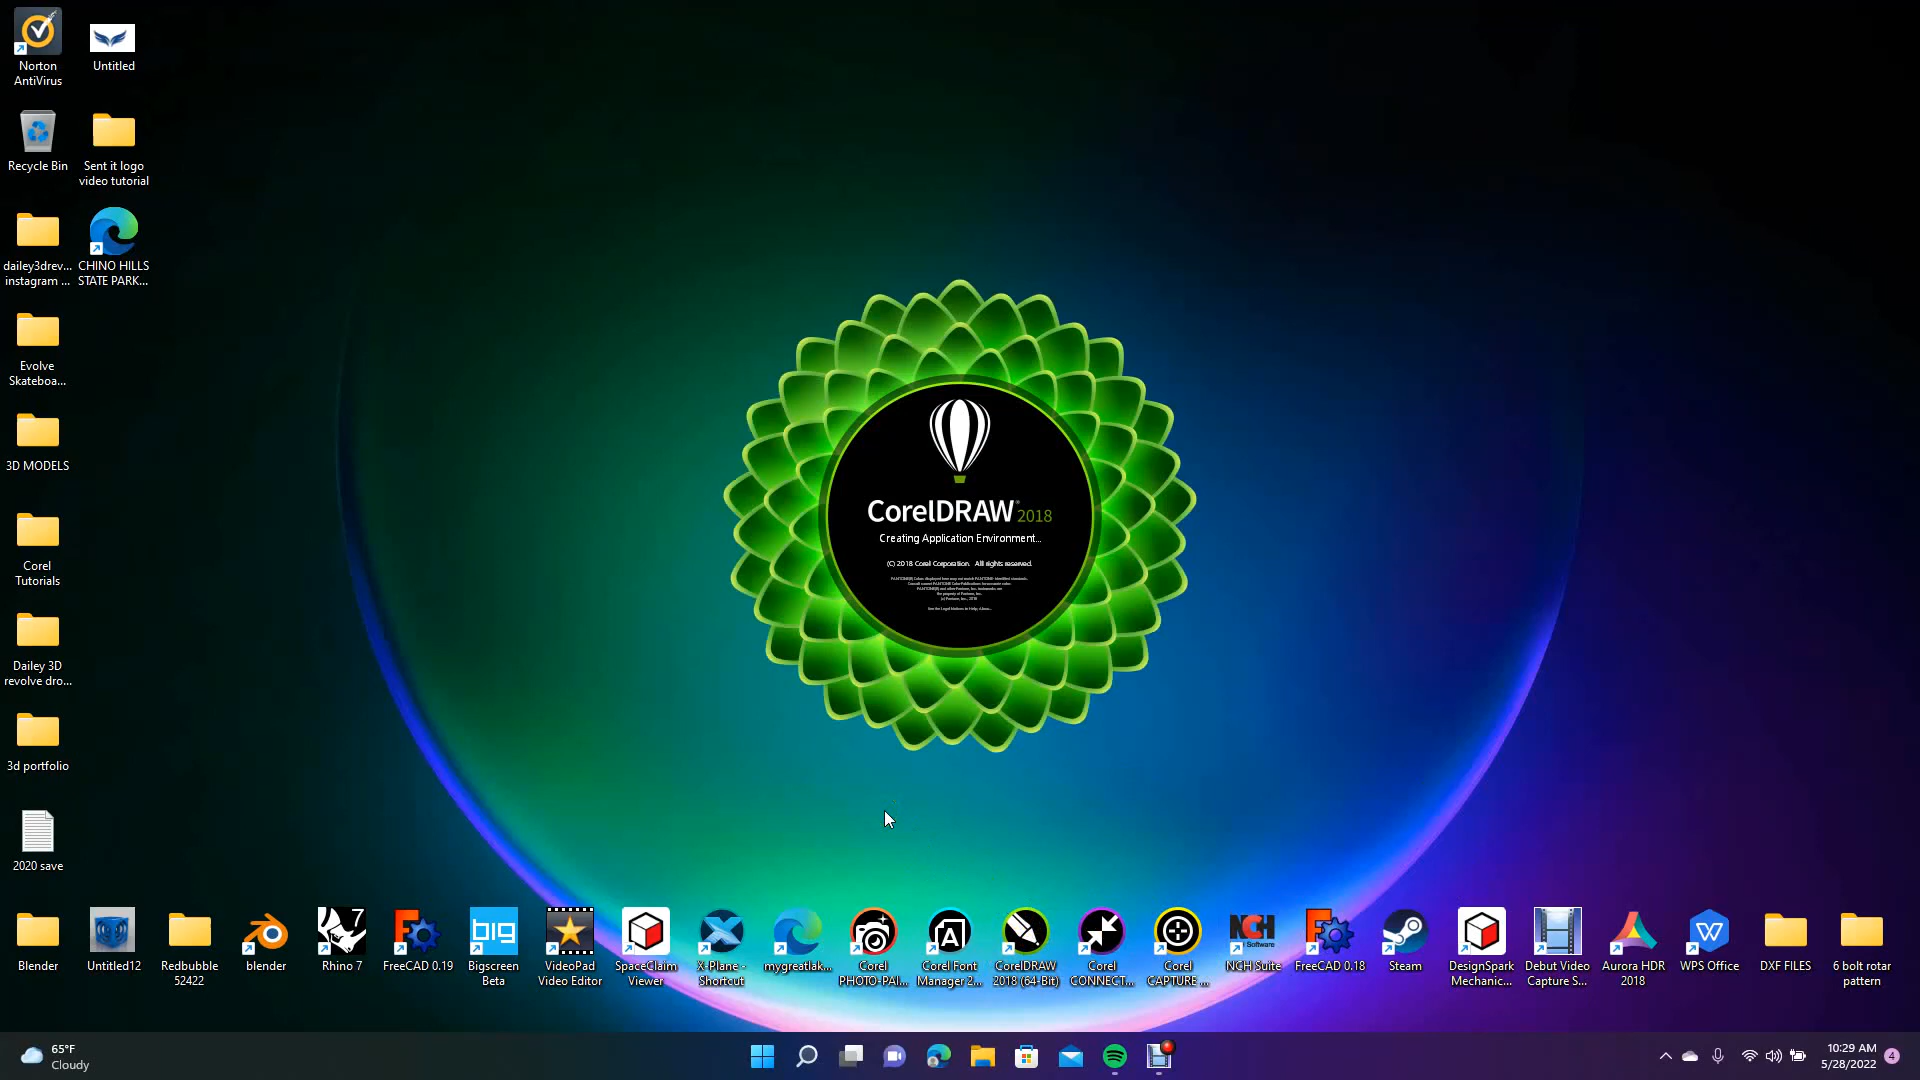 Norton
AntiVirus
Untitled
Recycle Bin
Sent it logo
video tutorial
dailey3drev...
instagram ...
CHINO HILLS
STATE PARK...
Evolve
Skateboa...
3D MODELS
Corel
Tutorials
Dailey 3D
revolve dro...
3d portfolio
2020 save
CorelDRAW® 2018
Creating Application Environment...
(C) 2018 Corel Corporation. All rights reserved.
Blender
Untitled12
Redbubble
52422
blender
7
Rhino 7
FreeCAD 0.19
big
Bigscreen
Beta
VideoPad
Video Editor
SpaceClaim
Viewer
X-Plane -
Shortcut
mygreatlak...
Corel
PHOTO-PAI...
Corel Font
Manager 2...
CorelDRAW
2018 (64-Bit)
Corel
CONNECT...
Corel
CAPTURE ...
NCH
Software
NCH Suite
FreeCAD 0.18
Steam
DesignSpark
Mechanic...
Debut Video
Capture S...
Aurora HDR
2018
WPS Office
DXF FILES
6 bolt rotar
pattern
65°F
Cloudy
10:29 AM
5/28/2022
4